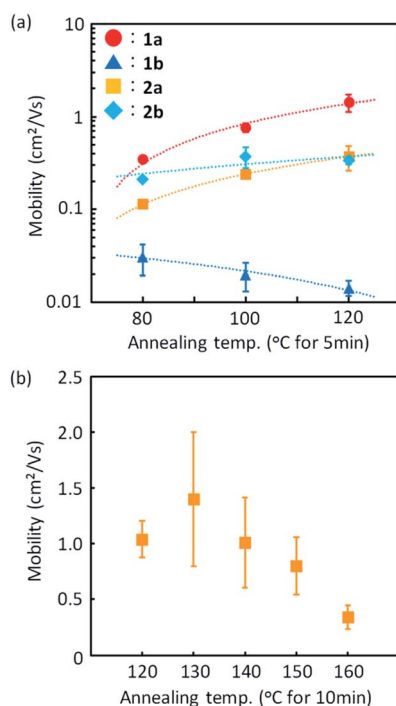 (a)
: 1a
: 1b
: 2a
: 2b
Mobility (cm²/Vs)
10
1
0.1
0.01
80 100 120
Annealing temp. (°C for 5min)
(b)
Mobility (cm²/Vs)
2.5
2.0
1.5
1.0
0.5
0
120 130 140 150 160
Annealing temp. (°C for 10min)